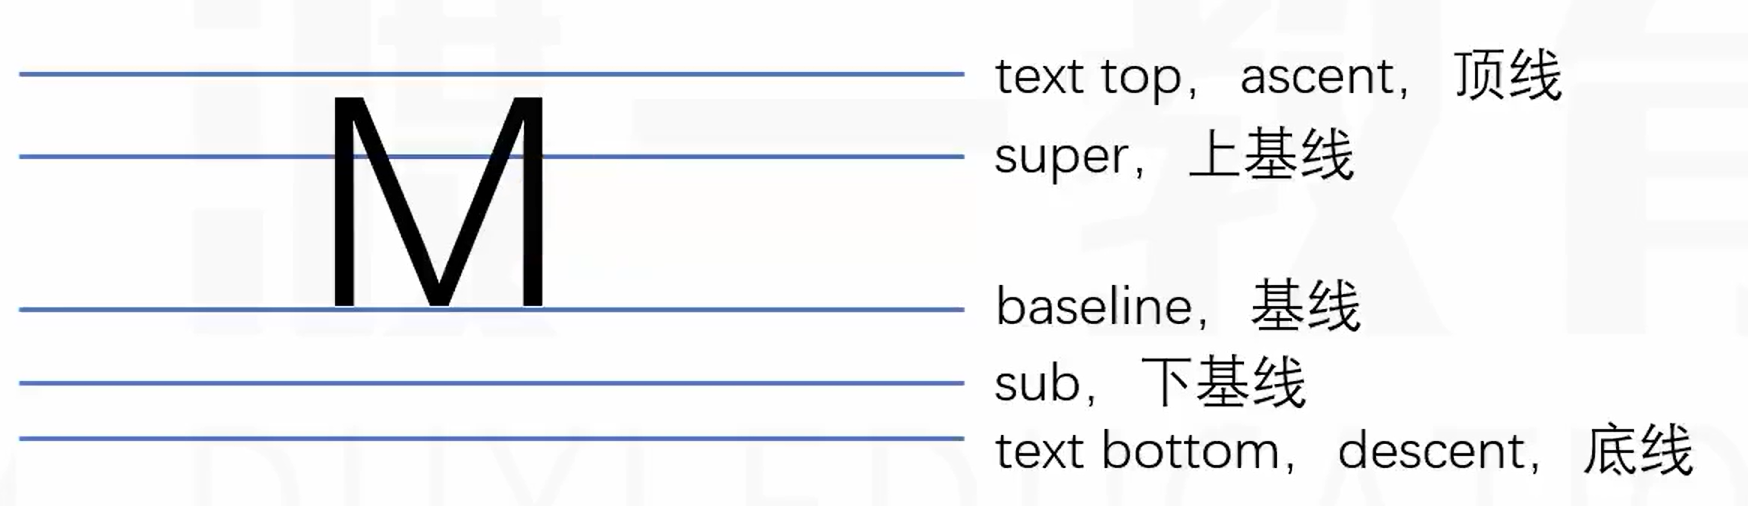 M
text top，ascent，顶线
super，上基线
baseline，基线
sub，下基线
text bottom，descent，底线